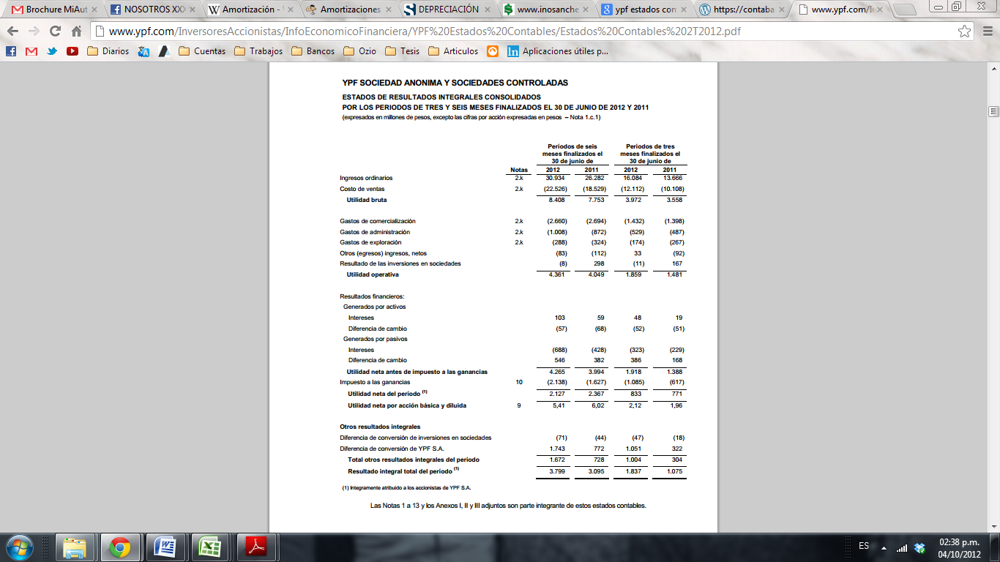 Brochure MiAut
NOSOTROS XXX
Amortización - 
Amortizaciones
DEPRECIACIÓN
www.inosanche
ypf estados con
https://contaba
www.ypf.com/I
www.ypf.com/InversoresAccionistas/InfoEconomicoFinanciera/YPF%20Estados%20Contables/Estados%20Contables%202T2012.pdf
Diarios Cuentas Trabajos Bancos Ozio Tesis Articulos Aplicaciones útiles p...
YPF SOCIEDAD ANONIMA Y SOCIEDADES CONTROLADAS
ESTADOS DE RESULTADOS INTEGRALES CONSOLIDADOS
POR LOS PERIODOS DE TRES Y SEIS MESES FINALIZADOS EL 30 DE JUNIO DE 2012 Y 2011
(expresados en millones de pesos, excepto las cifras por acción expresadas en pesos – Nota 1.c.1)
Periodos de seis Periodos de tres
meses finalizados el meses finalizados el
30 de junio de 30 de junio de
Notas 2012 2011 2012 2011
Ingresos ordinarios 2.k 30.934 26.282 16.084 13.666
Costo de ventas 2.k (22.526) (18.529) (12.112) (10.108)
Utilidad bruta 8.408 7.753 3.972 3.558
Gastos de comercialización 2.k (2.660) (2.694) (1.432) (1.398)
Gastos de administración 2.k (1.008) (872) (529) (487)
Gastos de exploración 2.k (288) (324) (174) (267)
Otros (egresos) ingresos, netos (83) (112) 33 (92)
Resultado de las inversiones en sociedades (8) 298 (11) 167
Utilidad operativa 4.361 4.049 1.859 1.481
Resultados financieros:
Generados por activos
Intereses 103 59 48 19
Diferencia de cambio (57) (68) (52) (51)
Generados por pasivos
Intereses (688) (428) (323) (229)
Diferencia de cambio 546 382 386 168
Utilidad neta antes de impuesto a las ganancias 4.265 3.994 1.918 1.388
Impuesto a las ganancias 10 (2.138) (1.627) (1.085) (617)
Utilidad neta del periodo (1) 2.127 2.367 833 771
Utilidad neta por acción básica y diluida 9 5,41 6,02 2,12 1,96
Otros resultados integrales
Diferencia de conversión de inversiones en sociedades (71) (44) (47) (18)
Diferencia de conversión de YPF S.A. 1.743 772 1.051 322
Total otros resultados integrales del periodo 1.672 728 1.004 304
Resultado integral total del periodo (1) 3.799 3.095 1.837 1.075
(1) Integramente atribuido a los accionistas de YPF S.A.
Las Notas 1 a 13 y los Anexos I, II y III adjuntos son parte integrante de estos estados contables.
ES
02:38 p.m.
04/10/2012